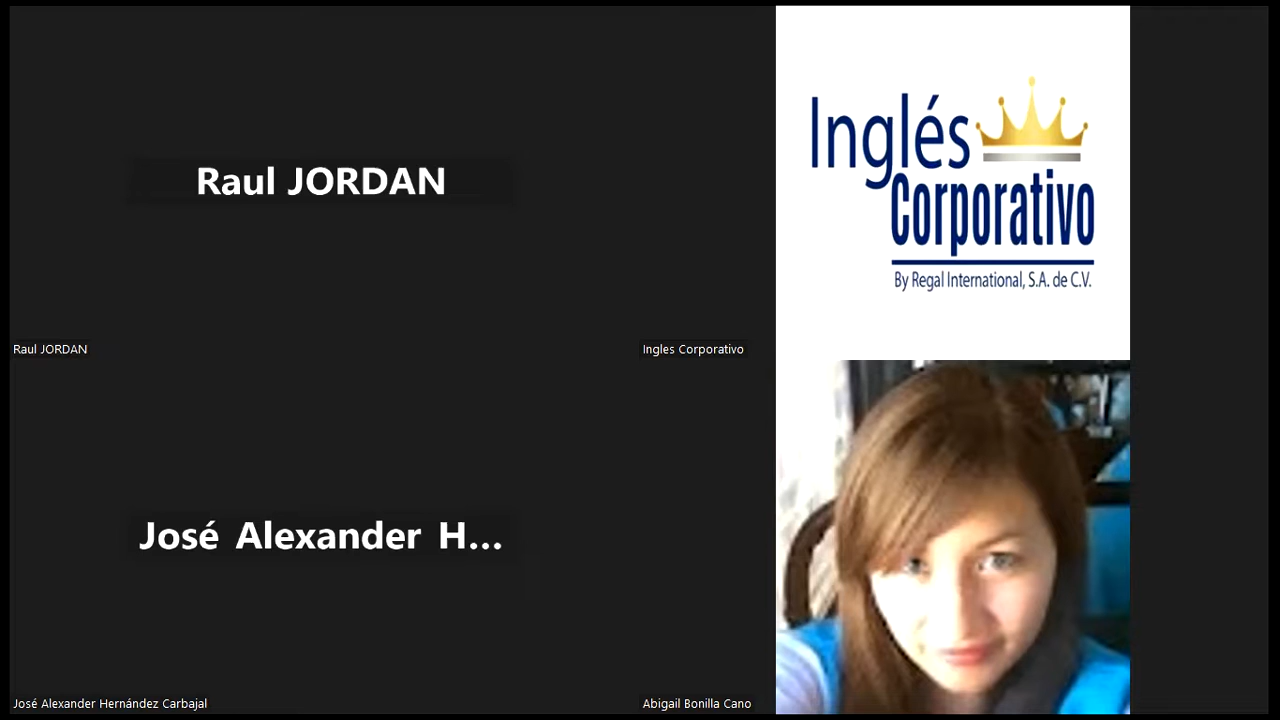 Raul JORDAN
Raul JORDAN
Inglés
Corporativo
By Regal International, S.A. de C.V.
Ingles Corporativo
José Alexander H...
José Alexander Hernández Carbajal
Abigail Bonilla Cano